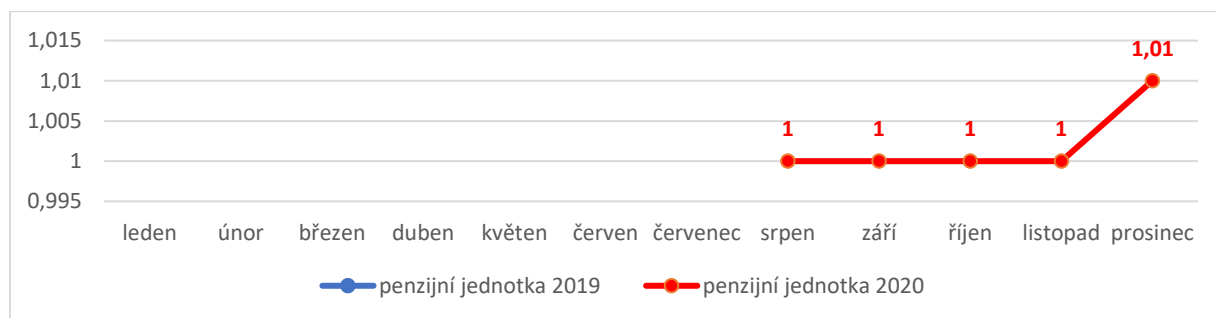 1,015
1,01
1,005
1
0,995
1 1 1 1 1,01
leden únor březen duben květen červen červenec srpen září říjen listopad prosinec
penzijní jednotka 2019 penzijní jednotka 2020